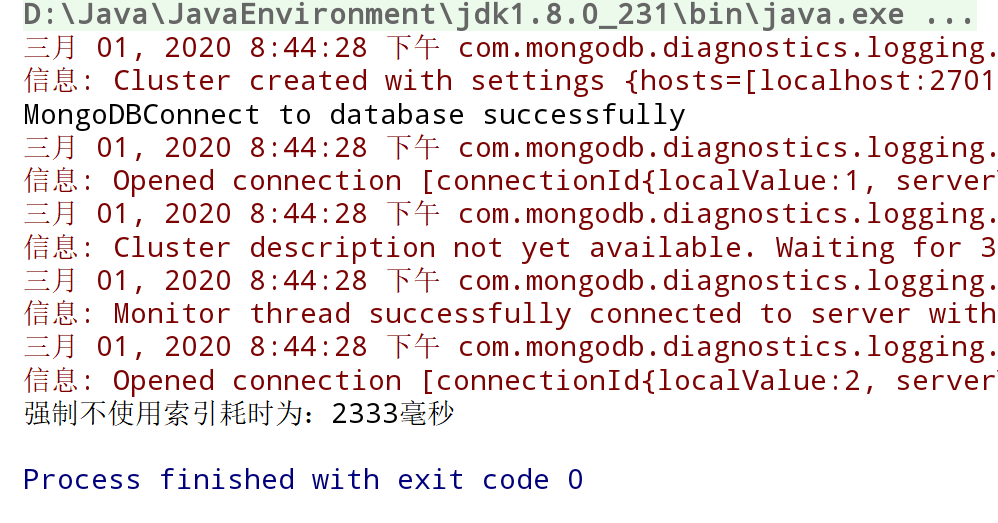 D:\Java\JavaEnvironment\jdk1.8.0_231\bin\java.exe ...
三月 01, 2020 8:44:28 下午 com.mongodb.diagnostics.logging.
信息: Cluster created with settings {hosts=[localhost:2701
MongoDBConnect to database successfully
三月 01, 2020 8:44:28 下午 com.mongodb.diagnostics.logging.
信息: Opened connection [connectionId{localValue:1, server
三月 01, 2020 8:44:28 下午 com.mongodb.diagnostics.logging.
信息: Cluster description not yet available. Waiting for 3
三月 01, 2020 8:44:28 下午 com.mongodb.diagnostics.logging.
信息: Monitor thread successfully connected to server with
三月 01, 2020 8:44:28 下午 com.mongodb.diagnostics.logging.
信息: Opened connection [connectionId{localValue:2, server
强制不使用索引耗时为：2333毫秒
Process finished with exit code 0